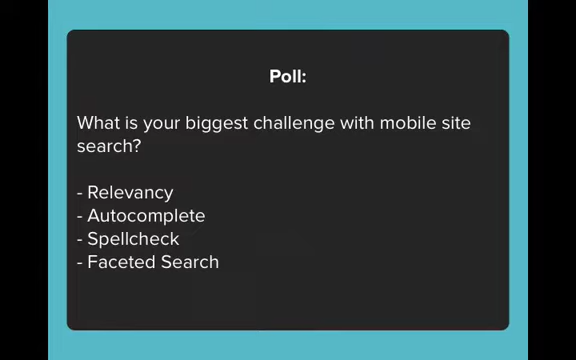 Poll:
What is your biggest challenge with mobile site
search?
- Relevancy
- Autocomplete
- Spellcheck
- Faceted Search